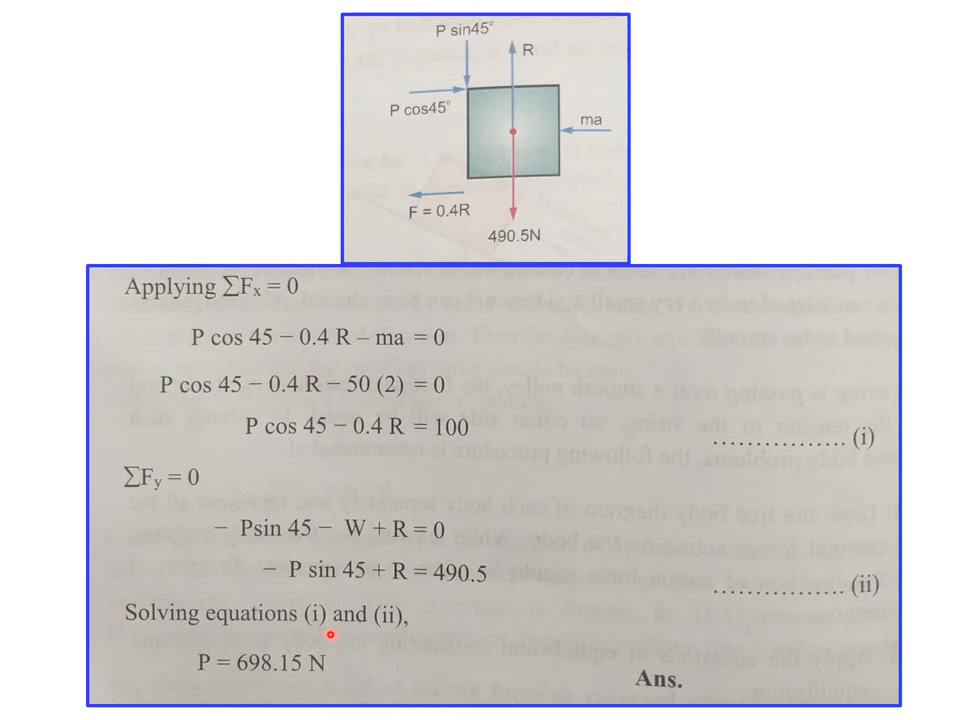 P sin45°
R
P cos45°
ma
F = 0.4R
490.5N
Applying ∑Fₓ = 0
P cos 45 − 0.4 R − ma = 0
P cos 45 − 0.4 R − 50 (2) = 0
P cos 45 − 0.4 R = 100 ................ (i)
∑Fᵧ = 0
− Psin 45 − W + R = 0
− P sin 45 + R = 490.5 ................ (ii)
Solving equations (i) and (ii),
P = 698.15 N
Ans.